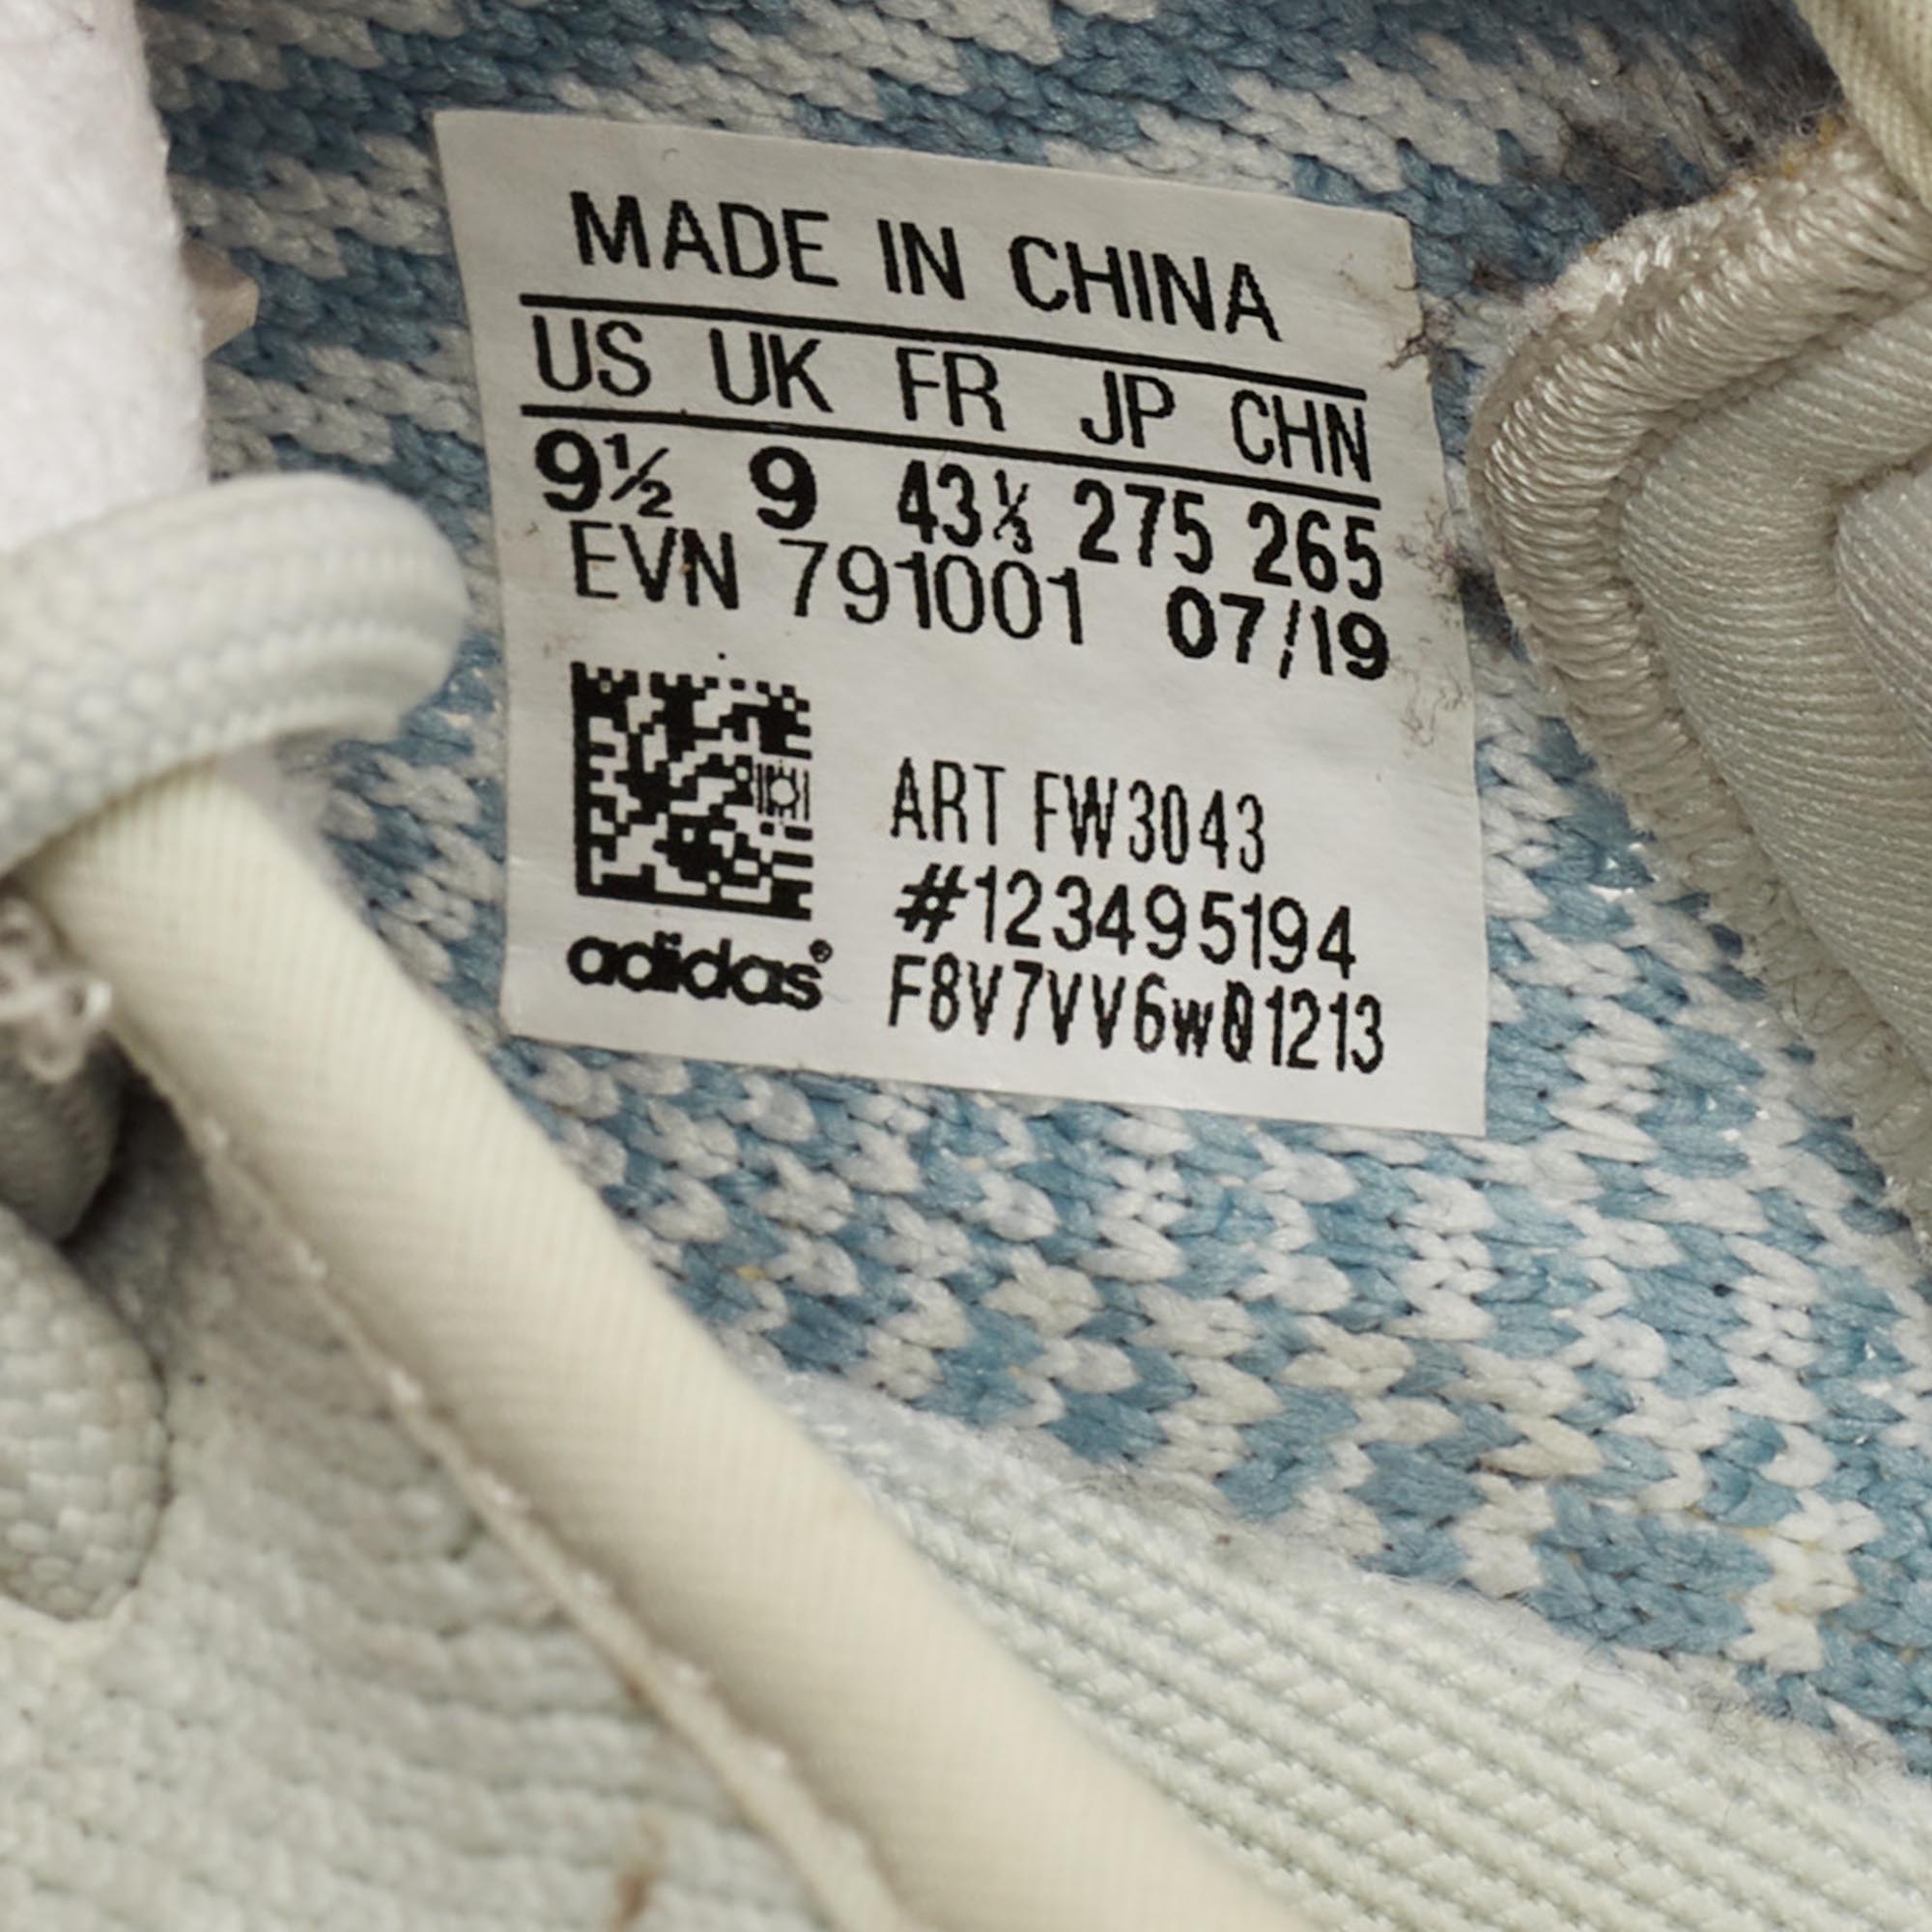 MADE IN CHINA
US UK FR JP CHN
9½ 9 43⅓ 275 265
EVN 791001 07/19
ART FW3043
#123495194
adidas®
F8V7VV6w01213